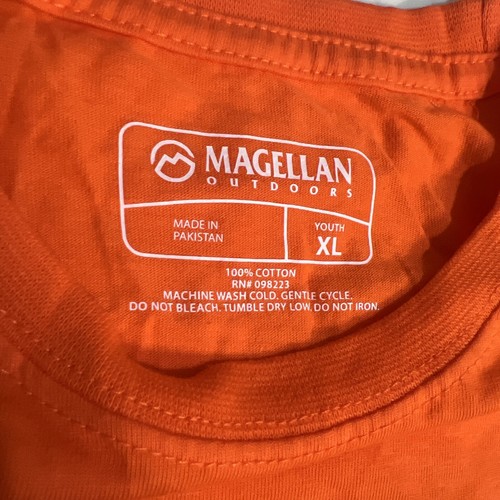 MAGELLAN
OUTDOORS
MADE IN
PAKISTAN
YOUTH
XL
100% COTTON
RN# 098223
MACHINE WASH COLD. GENTLE CYCLE.
DO NOT BLEACH. TUMBLE DRY LOW. DO NOT IRON.